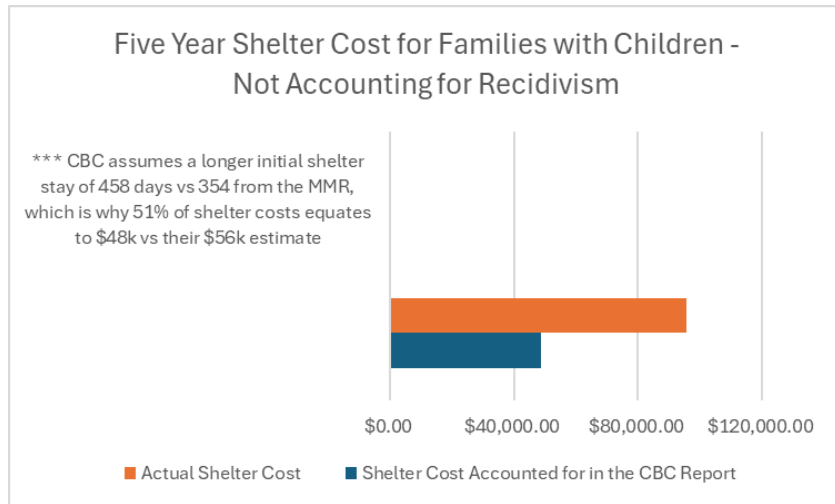 Five Year Shelter Cost for Families with Children -
Not Accounting for Recidivism
*** CBC assumes a longer initial shelter
stay of 458 days vs 354 from the MMR,
which is why 51% of shelter costs equates
to $48k vs their $56k estimate
$0.00 $40,000.00 $80,000.00 $120,000.00
Actual Shelter Cost Shelter Cost Accounted for in the CBC Report